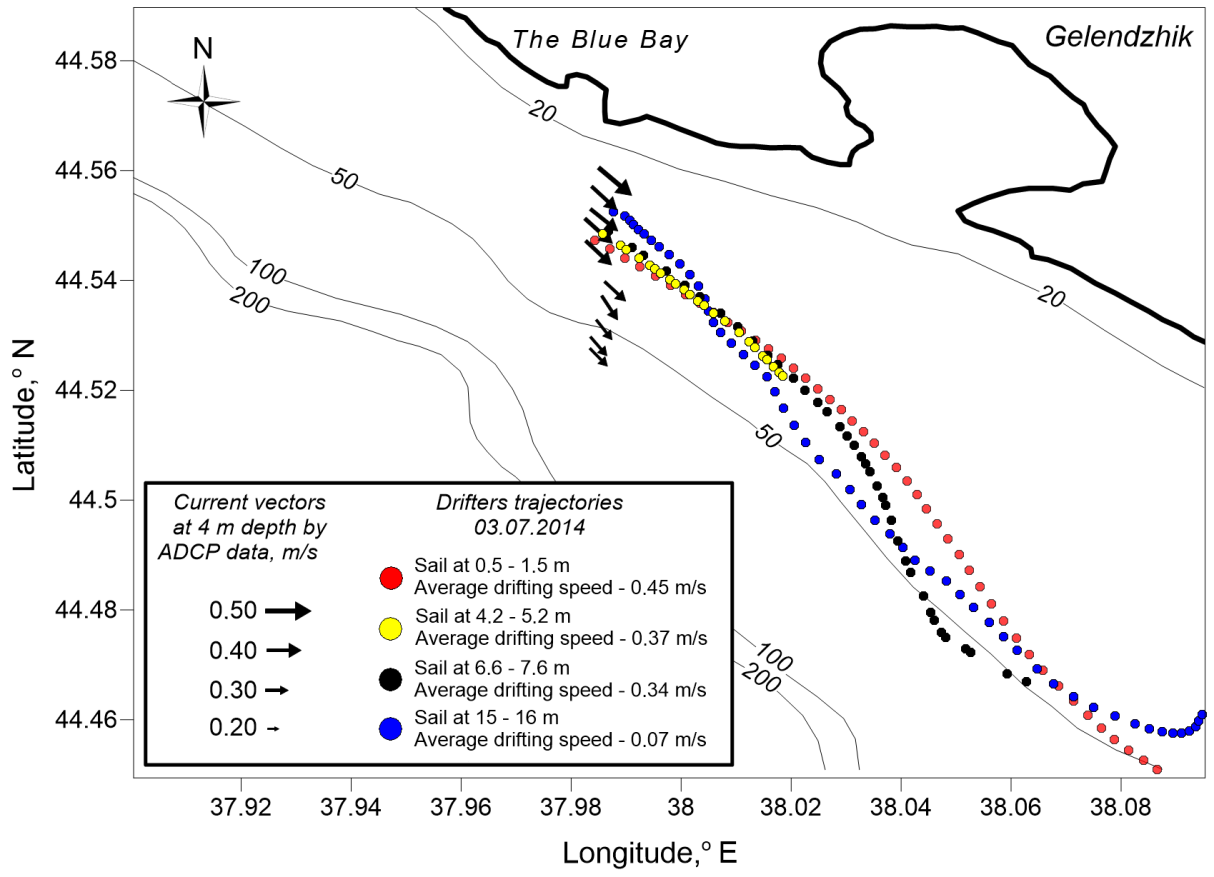 The Blue Bay
Gelendzhik
N
20
50
100
200
20
50
100
200
44.58
44.56
44.54
44.52
44.5
44.48
44.46
Latitude,° N
Current vectors
at 4 m depth by
ADCP data, m/s
0.50
0.40
0.30
0.20
Drifters trajectories
03.07.2014
Sail at 0.5 - 1.5 m
Average drifting speed - 0.45 m/s
Sail at 4.2 - 5.2 m
Average drifting speed - 0.37 m/s
Sail at 6.6 - 7.6 m
Average drifting speed - 0.34 m/s
Sail at 15 - 16 m
Average drifting speed - 0.07 m/s
37.92
37.94
37.96
37.98
38
38.02
38.04
38.06
38.08
Longitude,° E